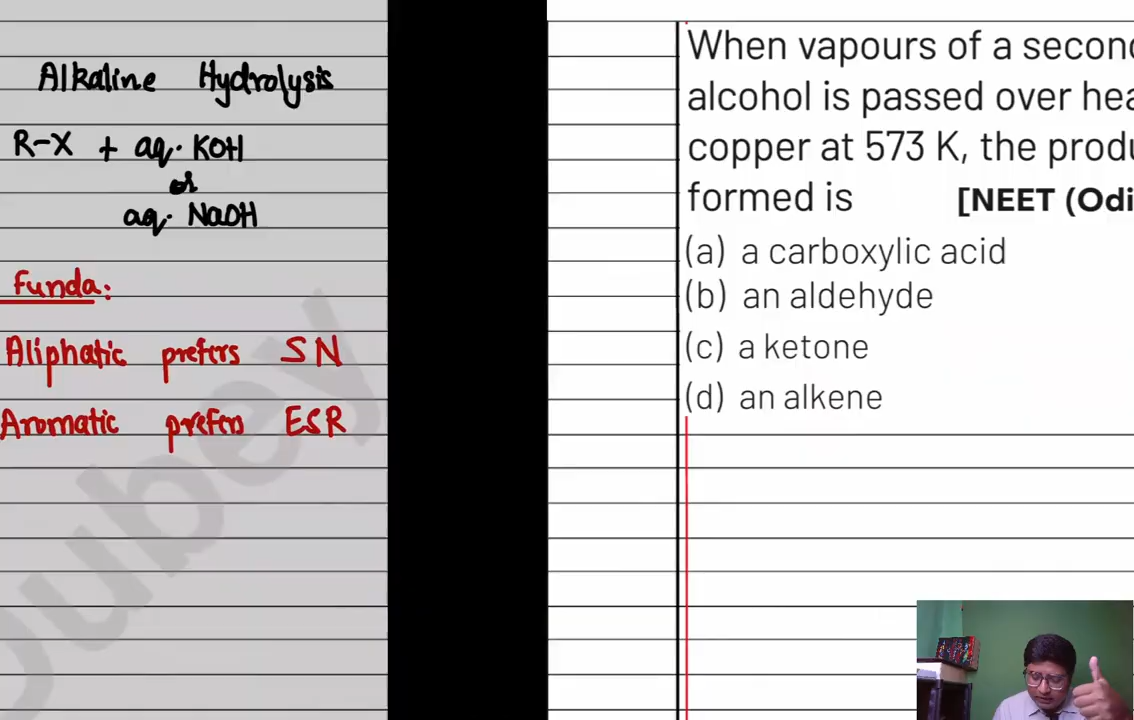 Alkaline Hydrolysis
R-X + aq. KOH
or
aq. NaOH
Funda:
Aliphatic prefers SN
Aromatic prefers ESR
ubey
When vapours of a second
alcohol is passed over hea
copper at 573 K, the produ
formed is [NEET (Odi
(a) a carboxylic acid
(b) an aldehyde
(c) a ketone
(d) an alkene